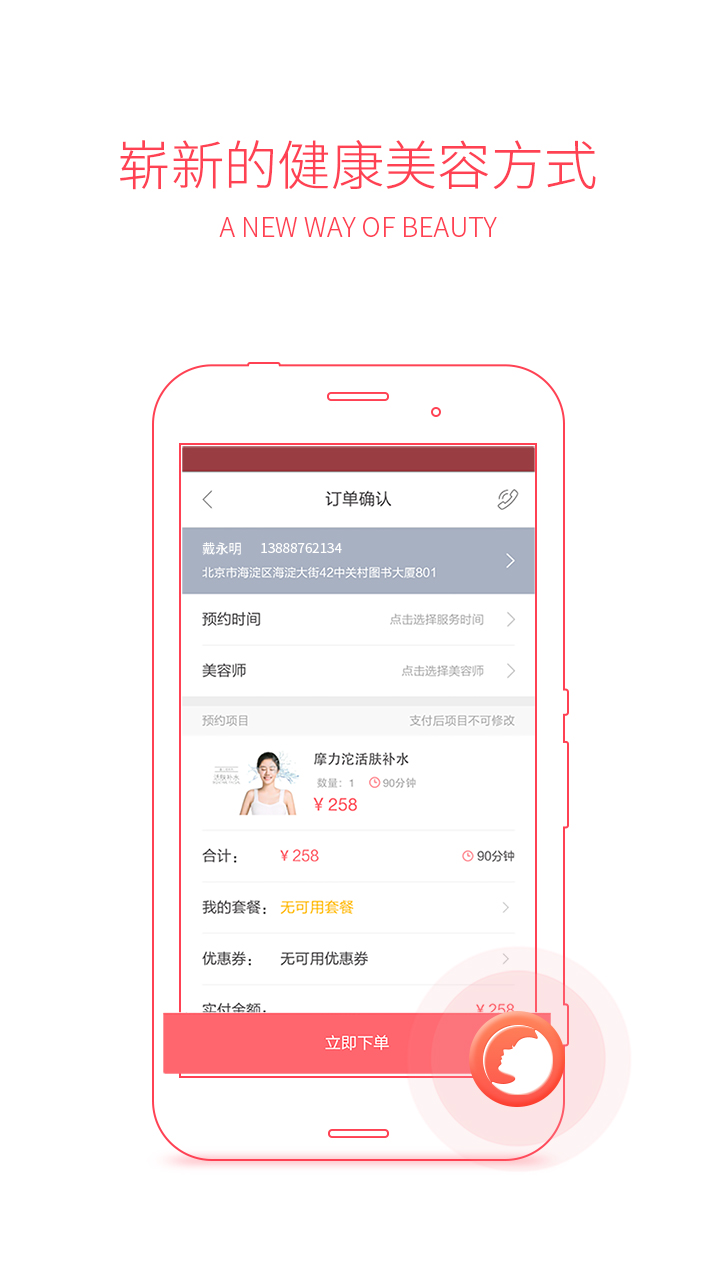 崭新的健康美容方式
A NEW WAY OF BEAUTY
订单确认
戴永明 13888762134
北京市海淀区海淀大街42中关村图书大厦801
预约时间 点击选择服务时间
美容师 点击选择美容师
预约项目 支付后项目不可修改
活肤补水
摩力沱活肤补水
数量：1 90分钟
¥ 258
合计： ¥ 258 90分钟
我的套餐： 无可用套餐
优惠券： 无可用优惠券
实付金额： ¥ 258
立即下单